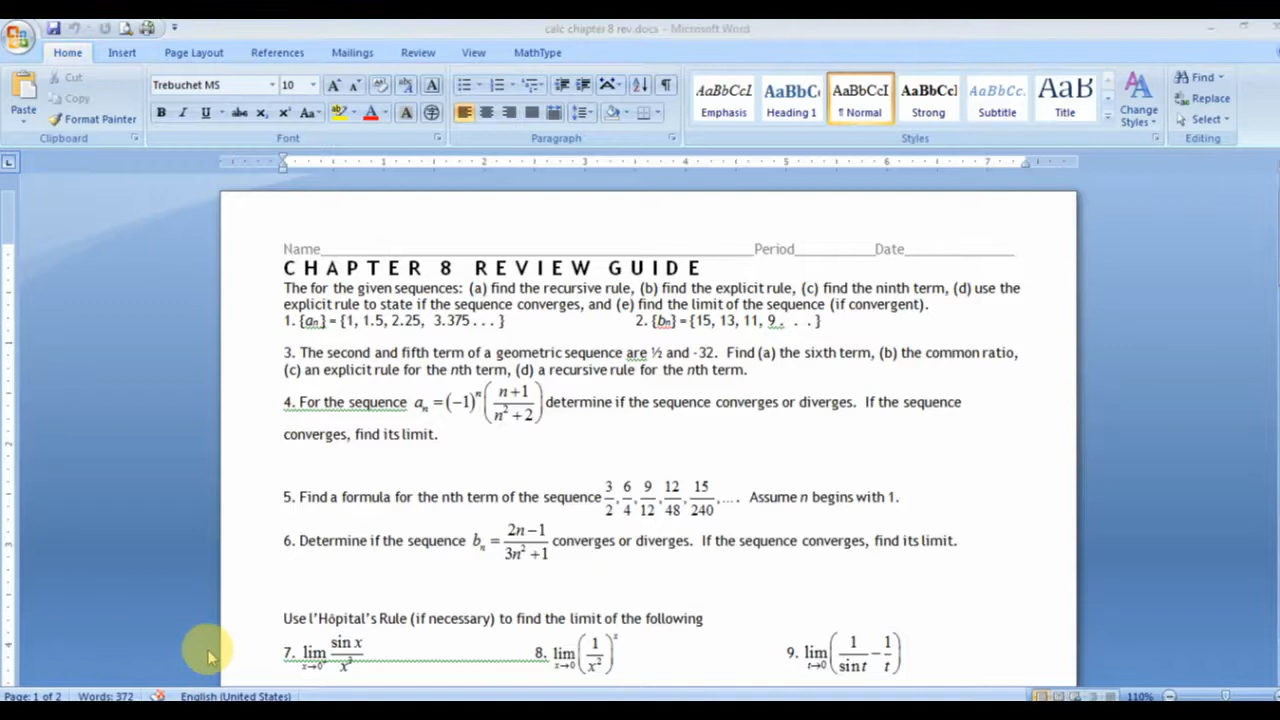 calc chapter 8 rev.docx - Microsoft Word
Home Insert Page Layout References Mailings Review View MathType
Paste Cut Copy Format Painter Clipboard
Trebuchet MS 10 Font
Paragraph
AaBbCcL AaBbCc AaBbCcI AaBbCcl AaBbCc. AaB
Emphasis Heading 1 ¶ Normal Strong Subtitle Title Change Styles Styles
Find Replace Select Editing
1 2 3 4 5 6 7
Name Period Date
CHAPTER 8 REVIEW GUIDE
The for the given sequences: (a) find the recursive rule, (b) find the explicit rule, (c) find the ninth term, (d) use the
explicit rule to state if the sequence converges, and (e) find the limit of the sequence (if convergent).
1. {aₙ} = {1, 1.5, 2.25, 3.375 . . . } 2. {bₙ} = {15, 13, 11, 9 . . . }
3. The second and fifth term of a geometric sequence are ½ and -32. Find (a) the sixth term, (b) the common ratio,
(c) an explicit rule for the nth term, (d) a recursive rule for the nth term.
4. For the sequence aₙ = (−1)ⁿ((n+1)/(n²+2)) determine if the sequence converges or diverges. If the sequence
converges, find its limit.
5. Find a formula for the nth term of the sequence 3/2, 6/4, 9/12, 12/48, 15/240, .... Assume n begins with 1.
6. Determine if the sequence bₙ = (2n−1)/(3n²+1) converges or diverges. If the sequence converges, find its limit.
Use l'Hôpital's Rule (if necessary) to find the limit of the following
7. lim x→0 sin x/x³ 8. lim x→0 (1/x²)ˣ 9. lim t→0 (1/sin t − 1/t)
Page: 1 of 2 Words: 372 English (United States) 110%